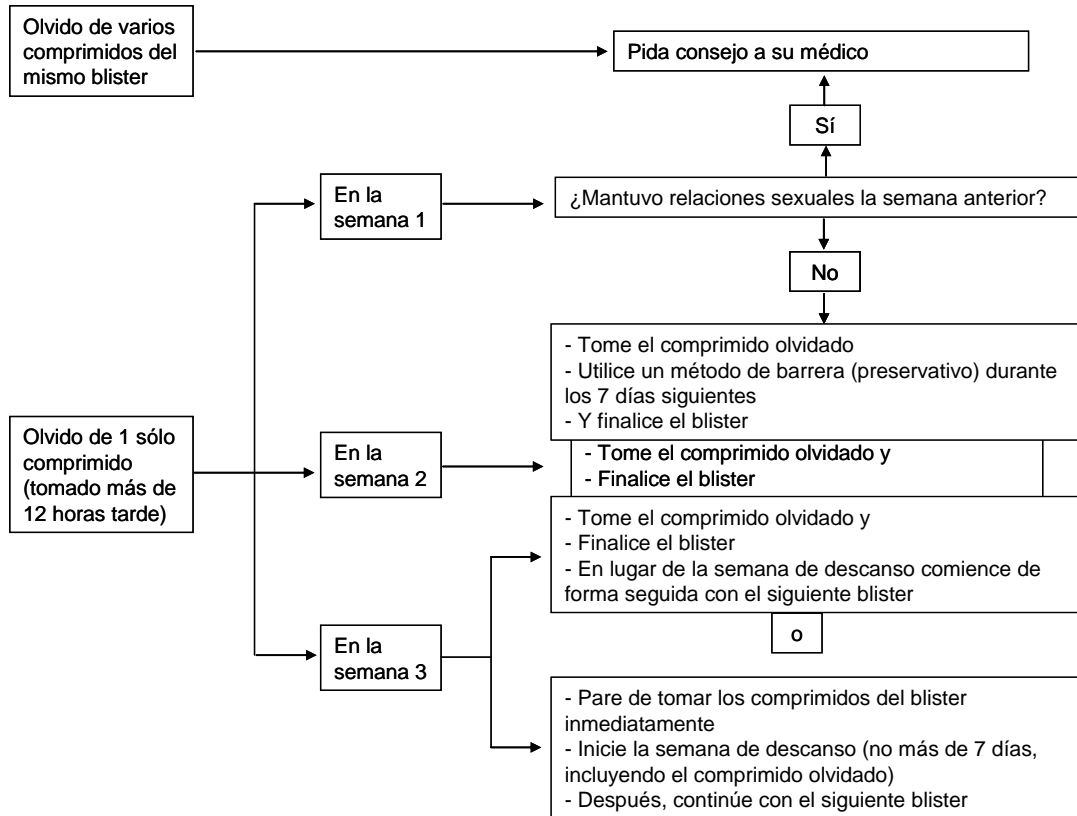 Olvido de varios
comprimidos del
mismo blister
Pida consejo a su médico
Sí
En la
semana 1
¿Mantuvo relaciones sexuales la semana anterior?
No
- Tome el comprimido olvidado
- Utilice un método de barrera (preservativo) durante
los 7 días siguientes
- Y finalice el blister
Olvido de 1 sólo
comprimido
(tomado más de
12 horas tarde)
En la
semana 2
- Tome el comprimido olvidado y
- Finalice el blister
- Tome el comprimido olvidado y
- Finalice el blister
- En lugar de la semana de descanso comience de
forma seguida con el siguiente blister
o
En la
semana 3
- Pare de tomar los comprimidos del blister
inmediatamente
- Inicie la semana de descanso (no más de 7 días,
incluyendo el comprimido olvidado)
- Después, continúe con el siguiente blister